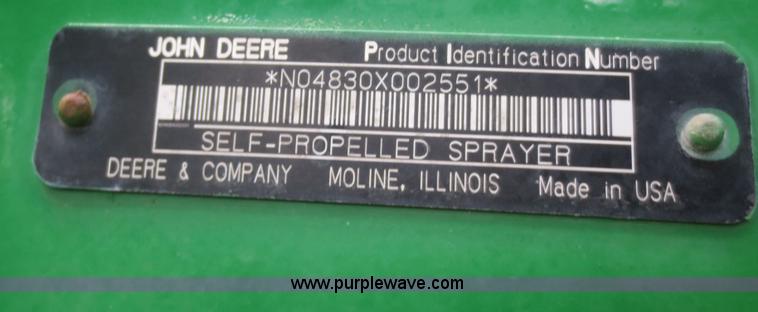 JOHN DEERE Product Identification Number
*N04830X002551*
SELF-PROPELLED SPRAYER
DEERE & COMPANY MOLINE, ILLINOIS Made in USA
www.purplewave.com